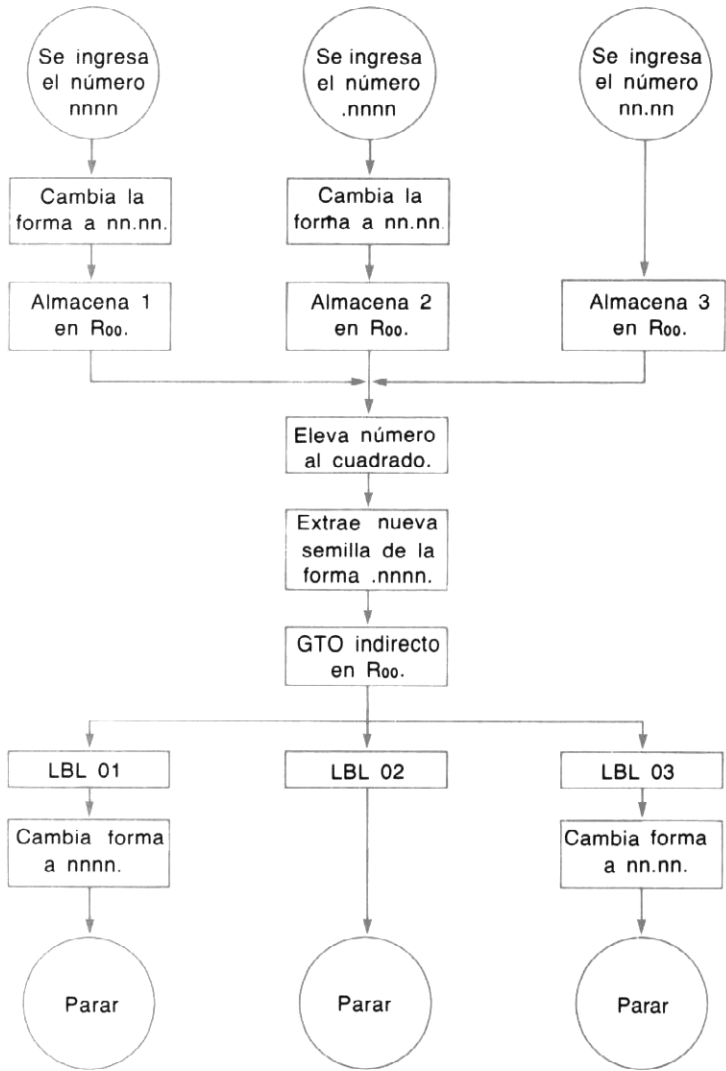 Se ingresa
el número
nnnn
Se ingresa
el número
.nnnn
Se ingresa
el número
nn.nn
Cambia la
forma a nn.nn.
Cambia la
forma a nn.nn.
Almacena 1
en R₀₀.
Almacena 2
en R₀₀.
Almacena 3
en R₀₀.
Eleva número
al cuadrado.
Extrae nueva
semilla de la
forma .nnnn.
GTO indirecto
en R₀₀.
LBL 01
LBL 02
LBL 03
Cambia forma
a nnnn.
Cambia forma
a nn.nn.
Parar
Parar
Parar